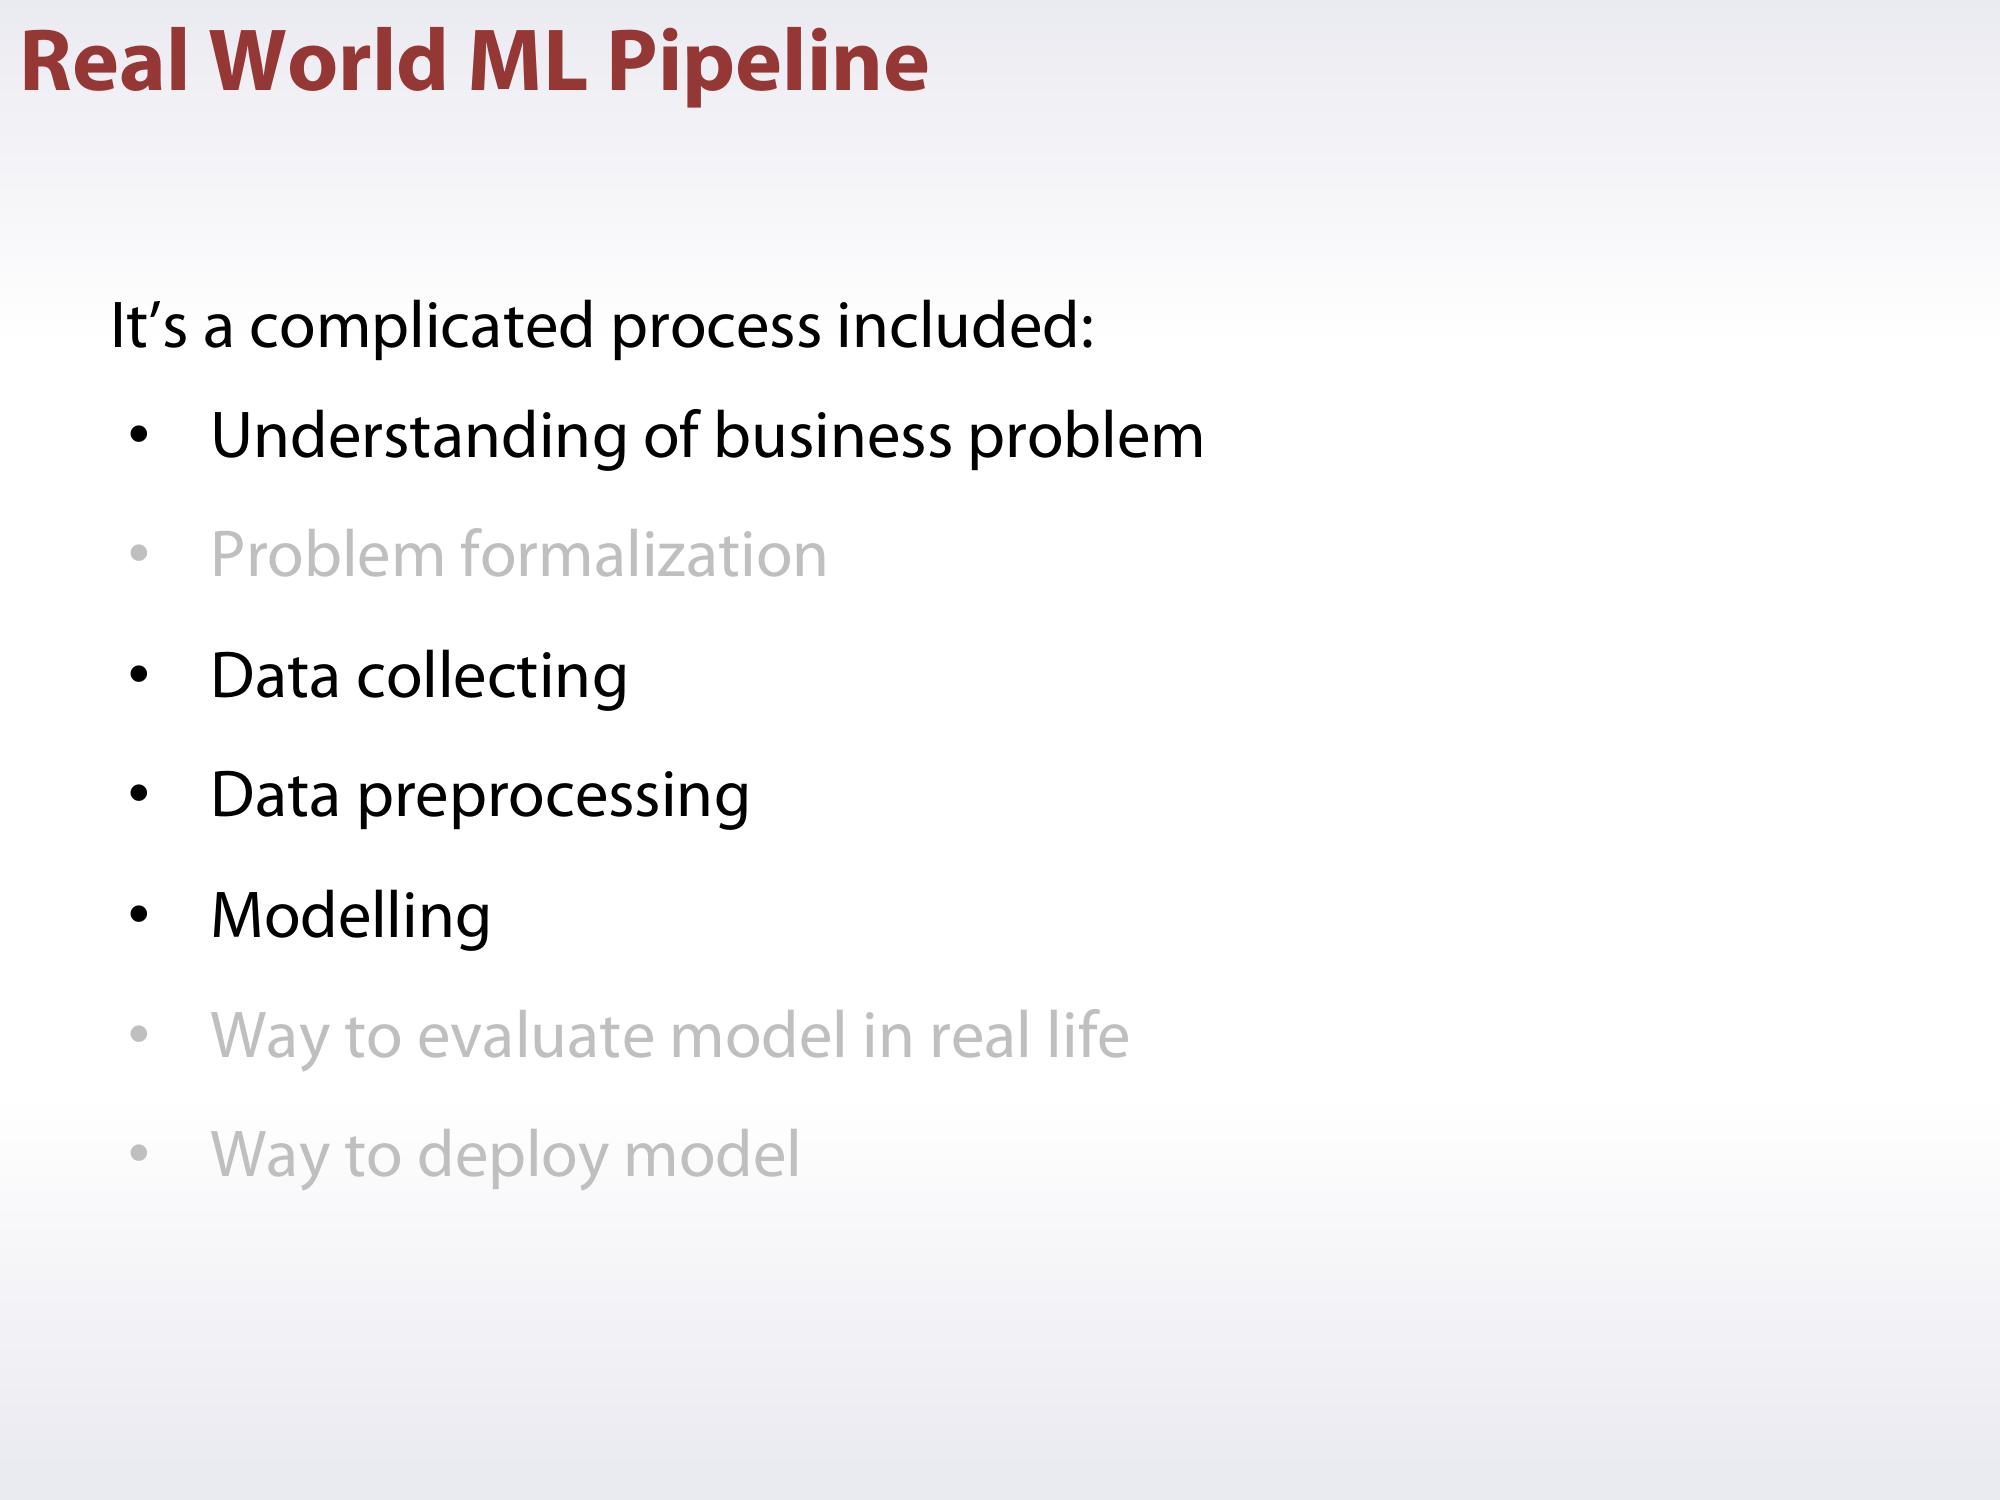 Real World ML Pipeline
It’s a complicated process included:
• Understanding of business problem
• Problem formalization
• Data collecting
• Data preprocessing
• Modelling
• Way to evaluate model in real life
• Way to deploy model